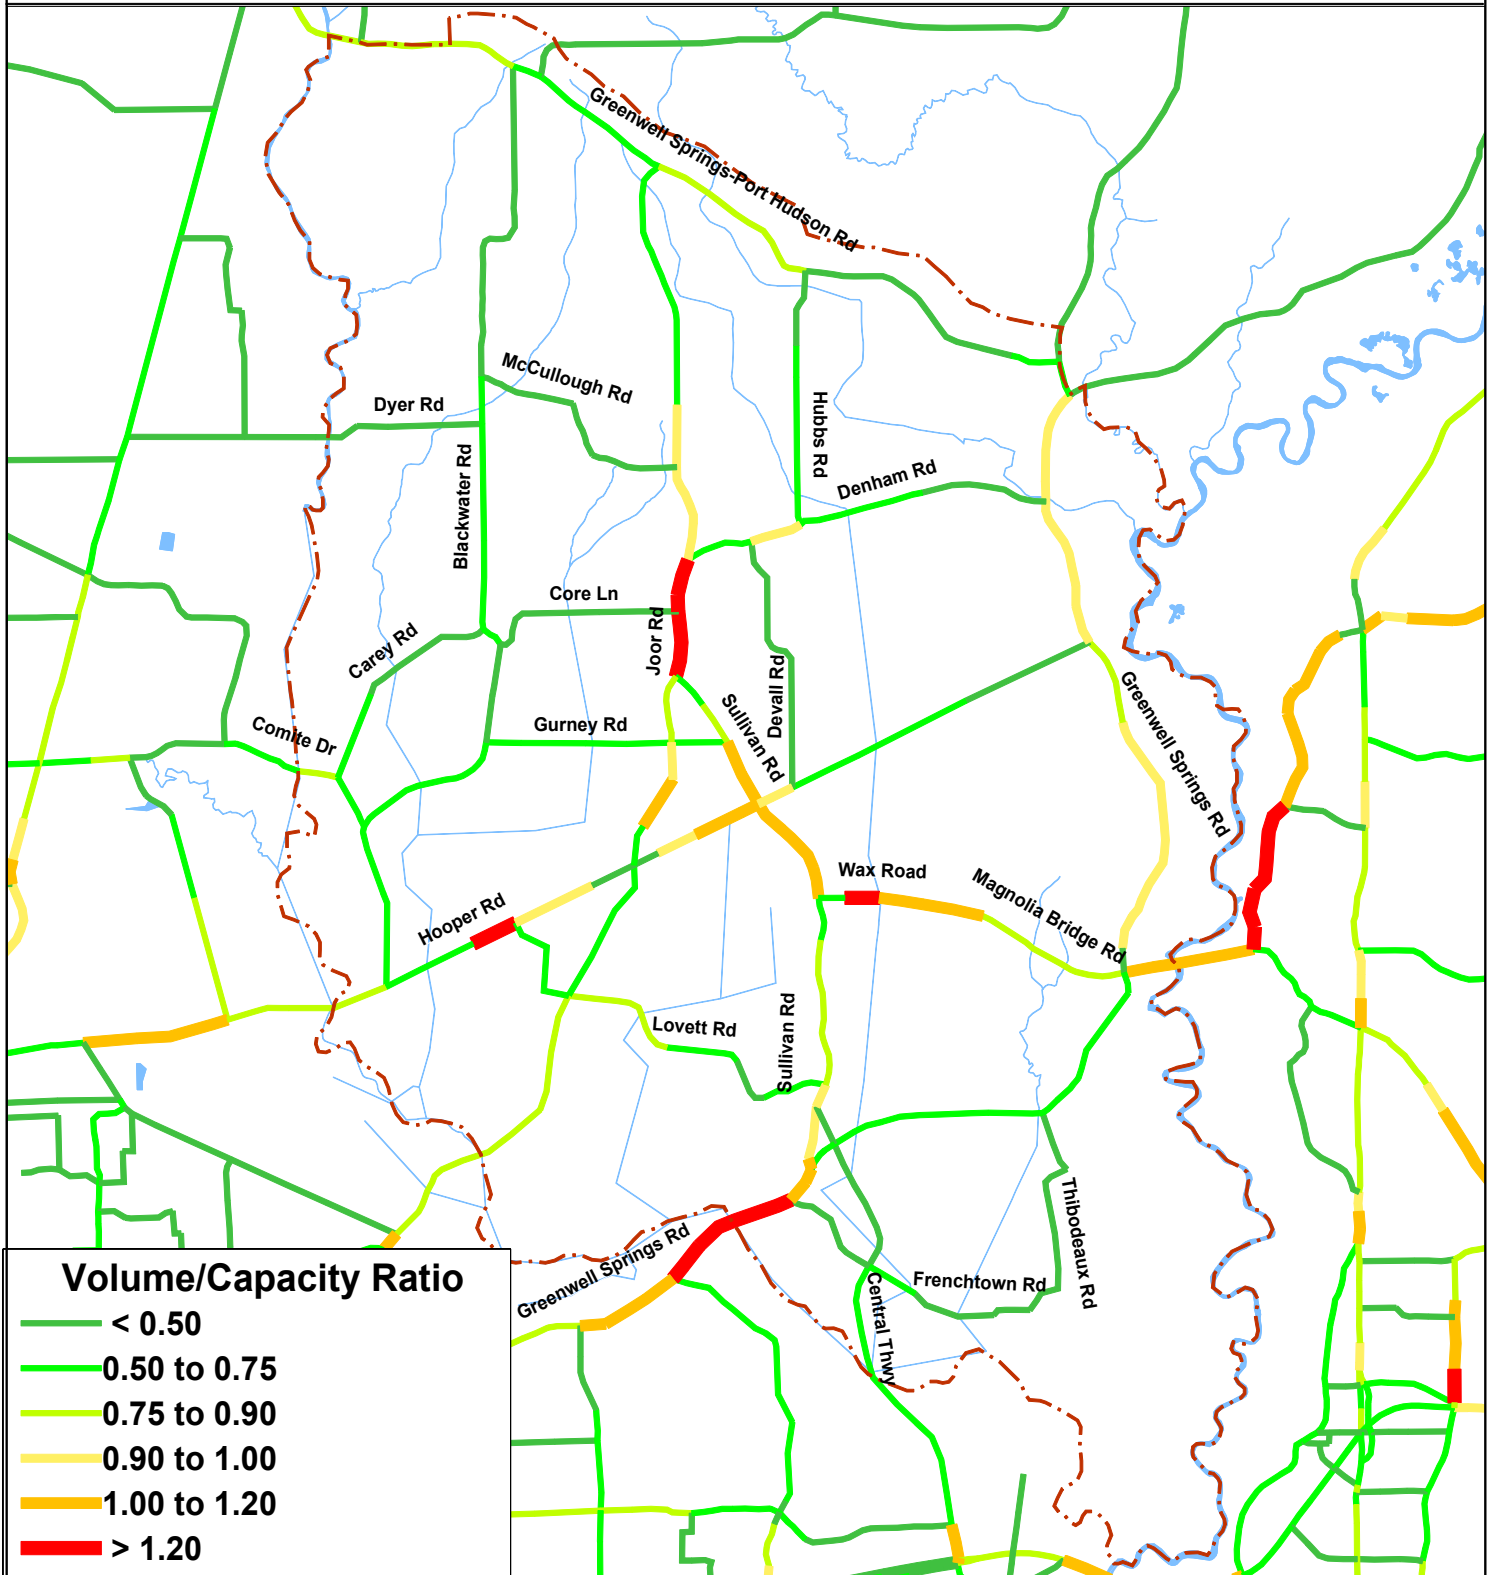 Greenwell Springs-Port Hudson Rd
McCullough Rd
Dyer Rd
Hubbs Rd
Blackwater Rd
Denham Rd
Core Ln
Joor Rd
Carey Rd
Devall Rd
Sullivan Rd
Greenwell Springs Rd
Gurney Rd
Comite Dr
Wax Road
Magnolia Bridge Rd
Hooper Rd
Lovett Rd
Sullivan Rd
Thibodeaux Rd
Greenwell Springs Rd
Frenchtown Rd
Central Thwy
Volume/Capacity Ratio
< 0.50
0.50 to 0.75
0.75 to 0.90
0.90 to 1.00
1.00 to 1.20
> 1.20